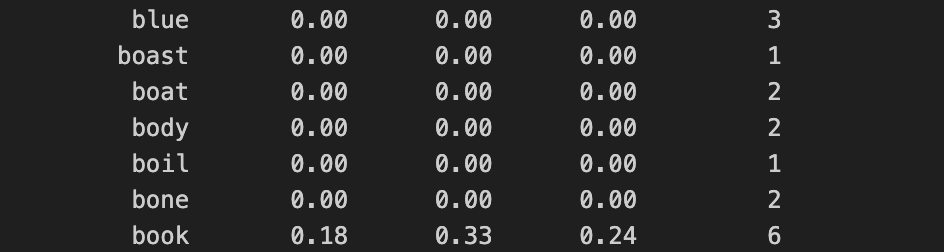 blue 0.00 0.00 0.00 3
boast 0.00 0.00 0.00 1
boat 0.00 0.00 0.00 2
body 0.00 0.00 0.00 2
boil 0.00 0.00 0.00 1
bone 0.00 0.00 0.00 2
book 0.18 0.33 0.24 6